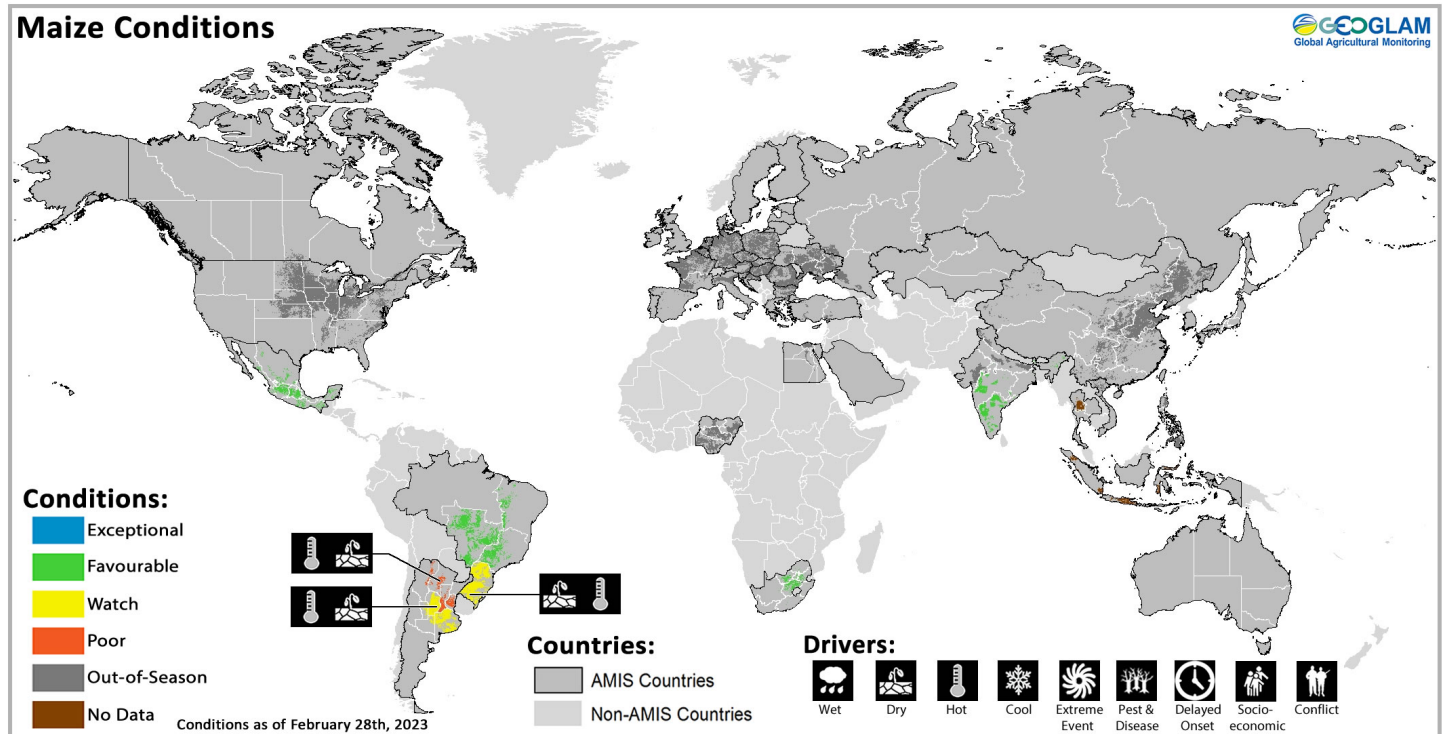 Maize Conditions
GEOGLAM
Global Agricultural Monitoring
Conditions:
Exceptional
Favourable
Watch
Poor
Out-of-Season
No Data
Conditions as of February 28th, 2023
Countries:
AMIS Countries
Non-AMIS Countries
Drivers:
Wet
Dry
Hot
Cool
Extreme
Event
Pest &
Disease
Delayed
Onset
Socio-
economic
Conflict